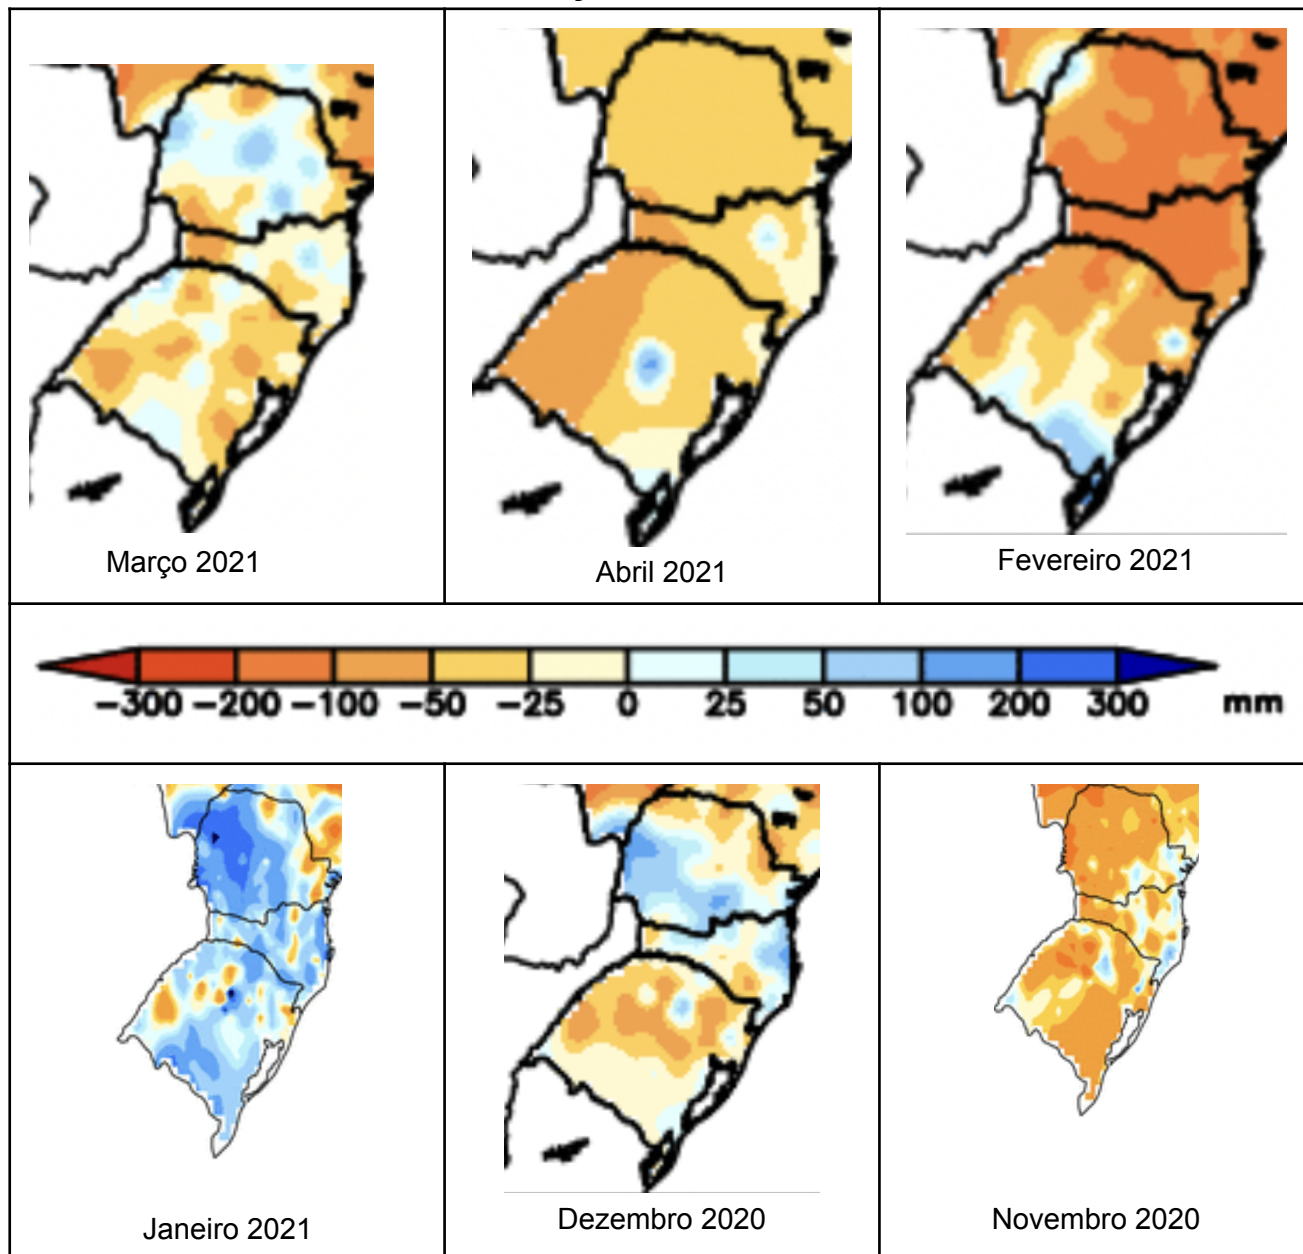 Março 2021
Abril 2021
Fevereiro 2021
−300 −200 −100 −50 −25 0 25 50 100 200 300 mm
Janeiro 2021
Dezembro 2020
Novembro 2020